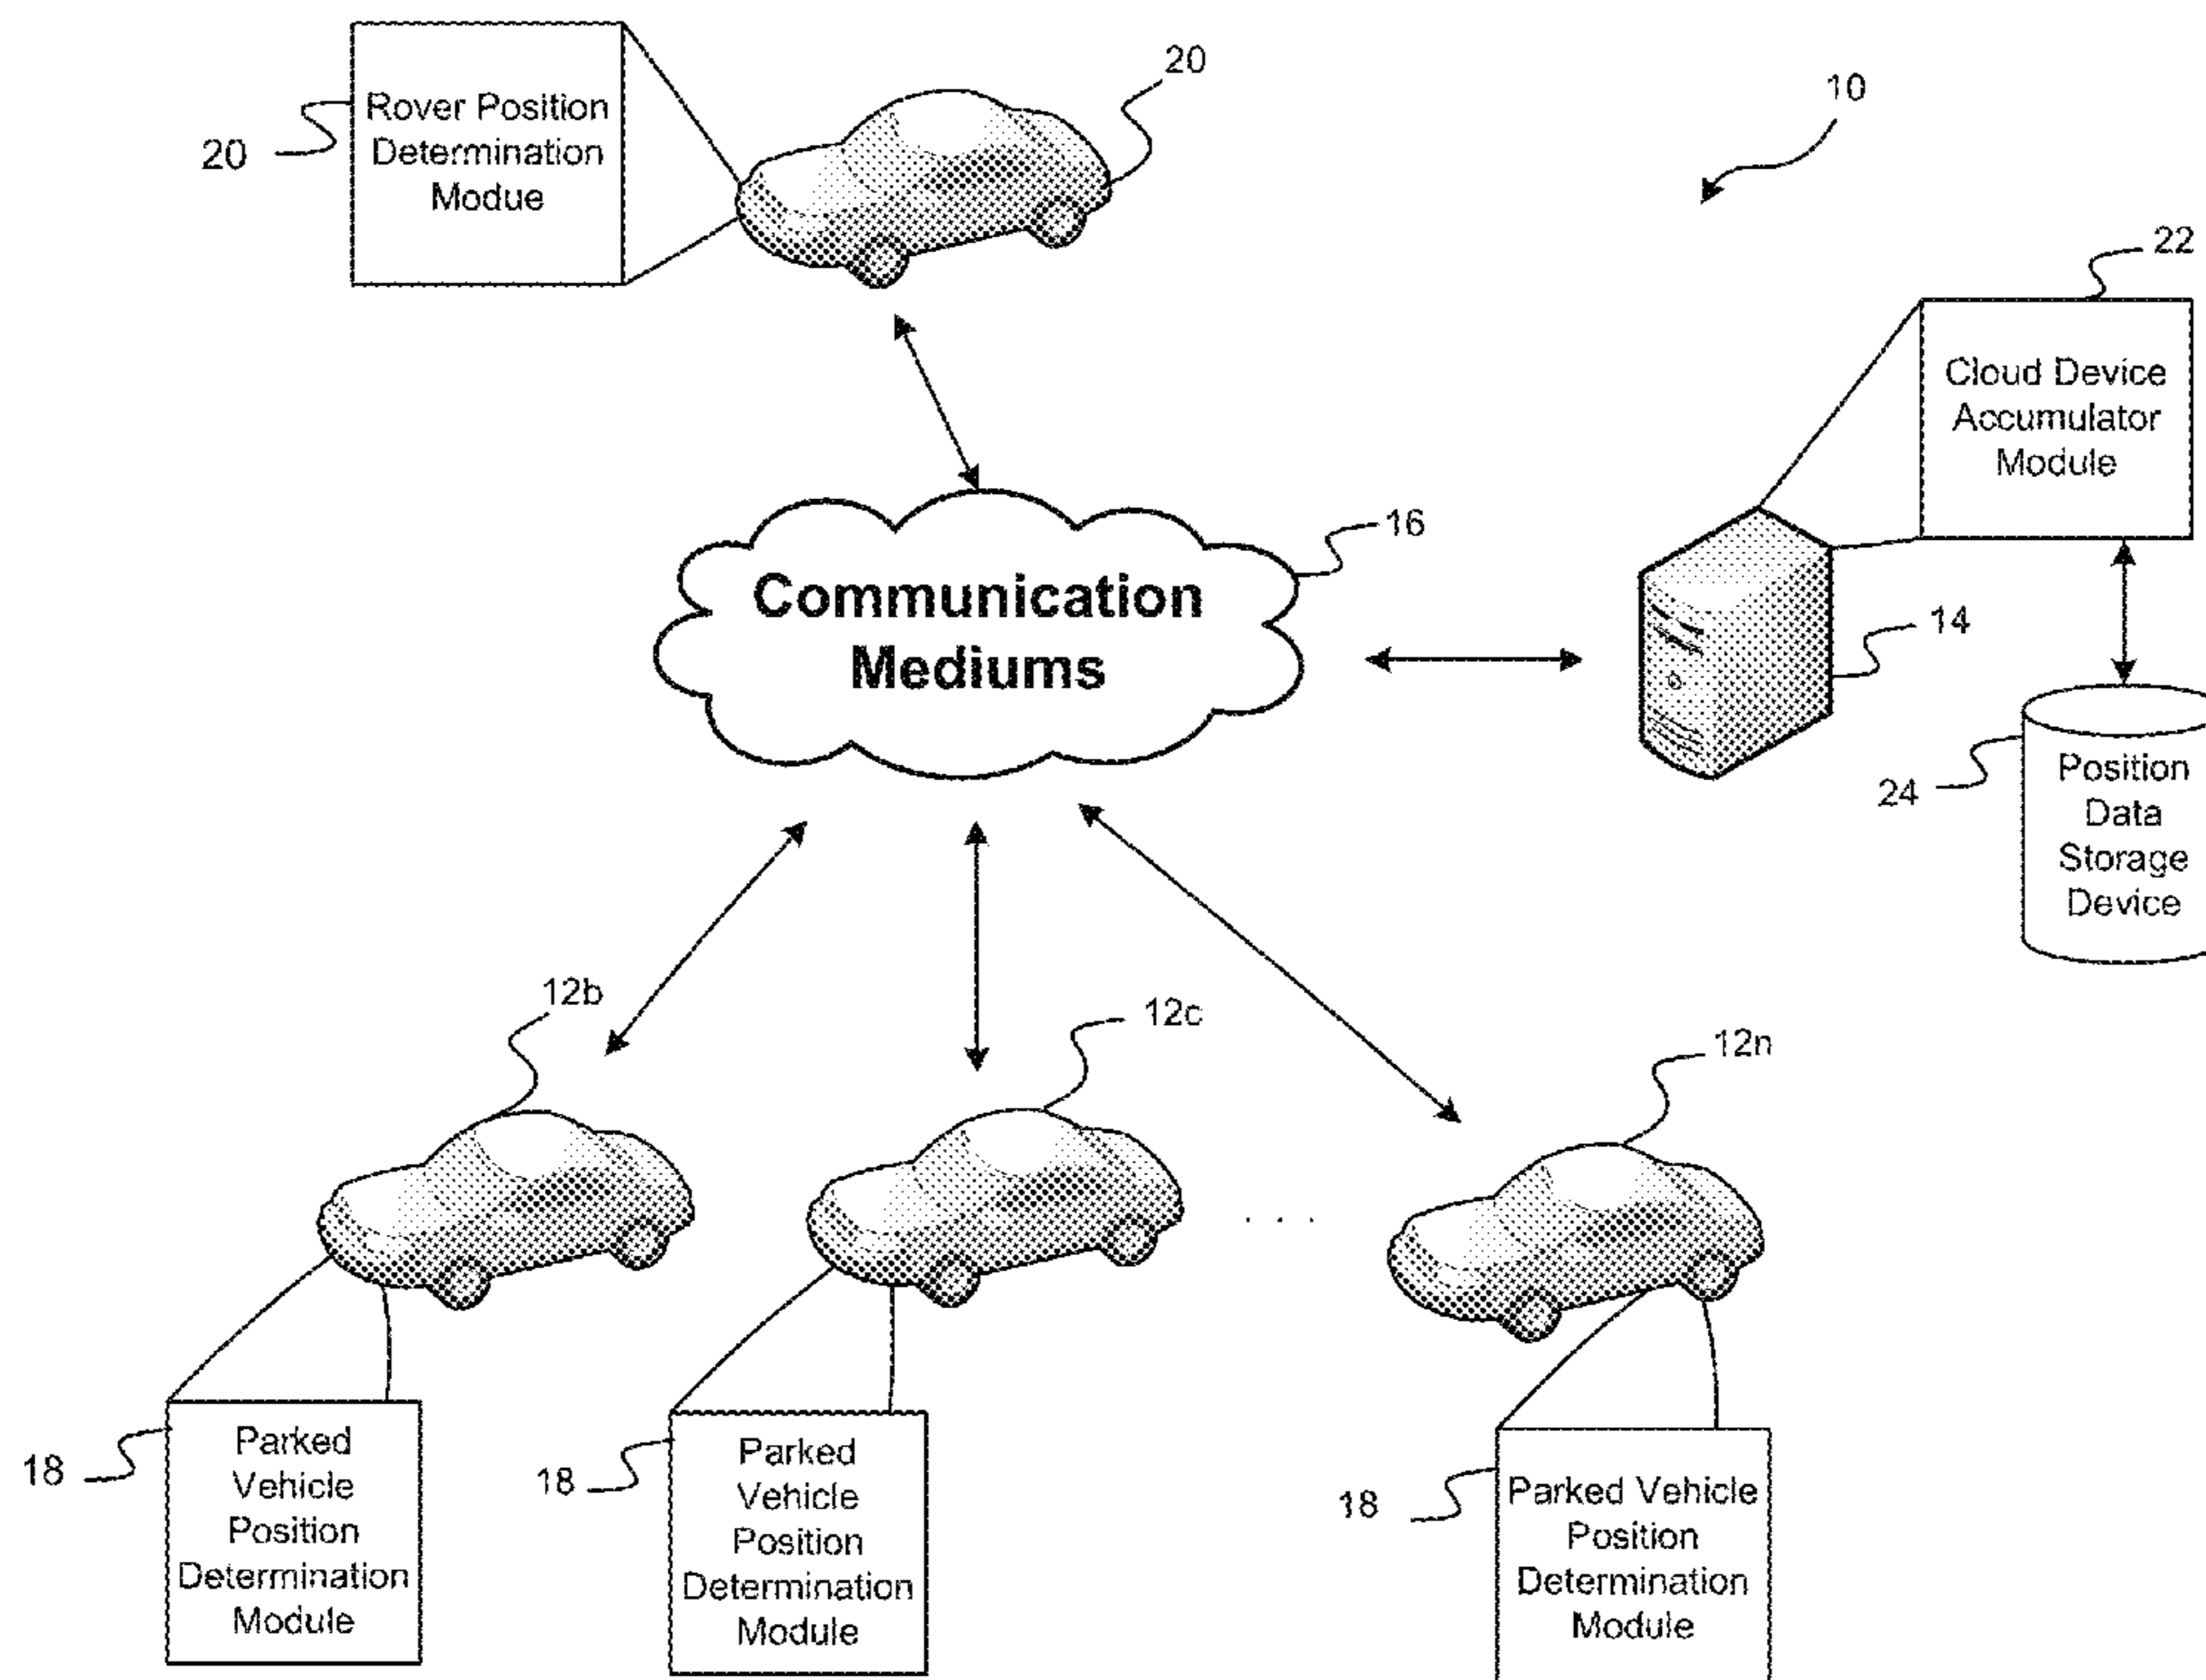 20
Rover Position
Determination
Modue
20
10
22
Cloud Device
Accumulator
Module
16
Communication
Mediums
14
24
Position
Data
Storage
Device
12b
12c
12n
. . .
18
Parked
Vehicle
Position
Determination
Module
18
Parked
Vehicle
Position
Determination
Module
18
Parked Vehicle
Position
Determination
Module